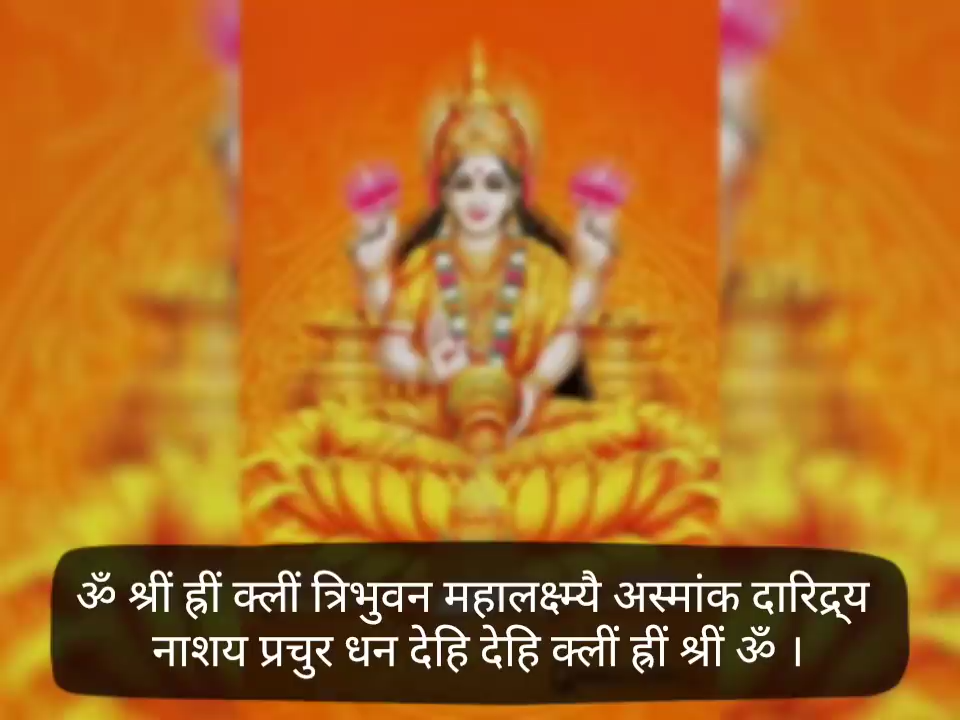 ॐ श्रीं ह्रीं क्लीं त्रिभुवन महालक्ष्म्यै अस्मांक दारिद्र्य
नाशय प्रचुर धन देहि देहि क्लीं ह्रीं श्रीं ॐ ।